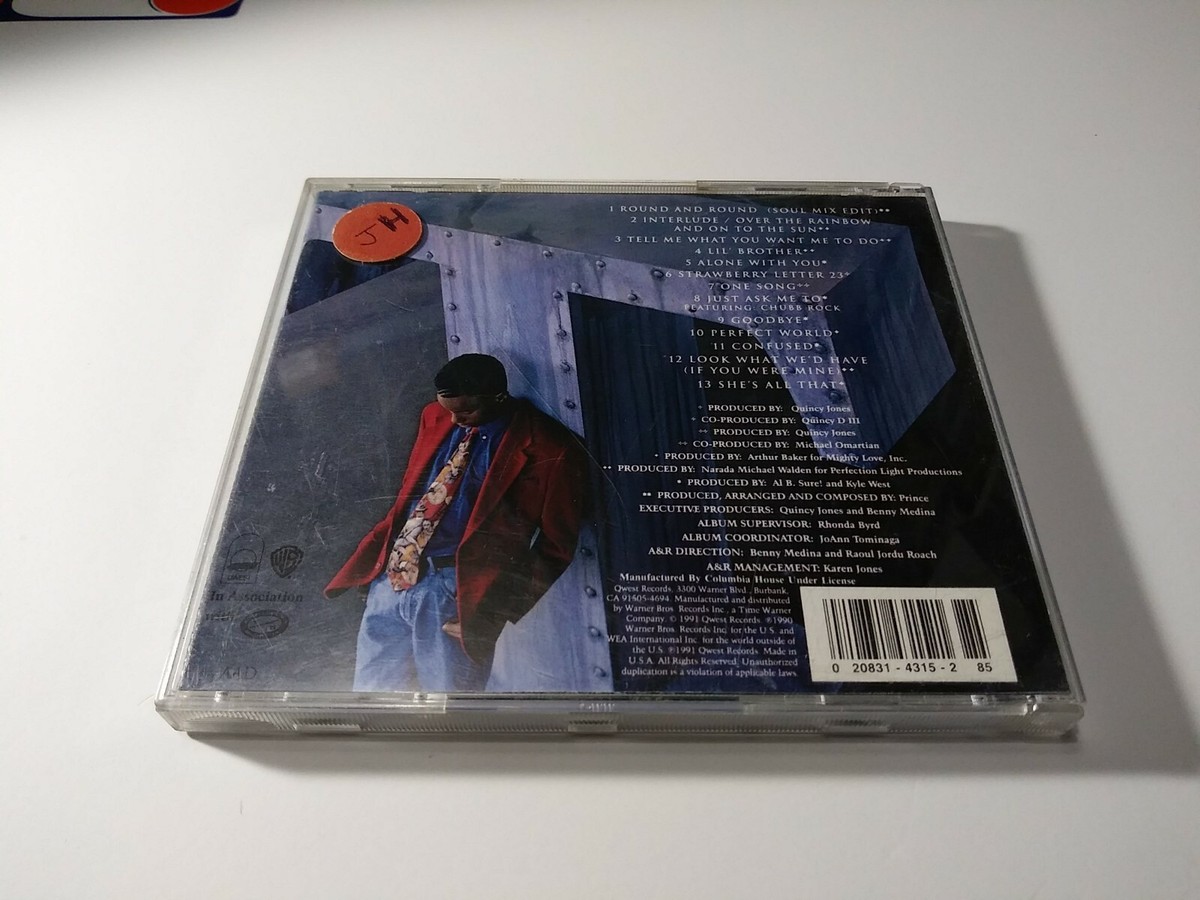 JH
1 ROUND AND ROUND (SOUL MIX EDIT)**
2 INTERLUDE / OVER THE RAINBOW
AND ON TO THE SUN**
3 TELL ME WHAT YOU WANT ME TO DO**
4 LIL' BROTHER**
5 ALONE WITH YOU*
6 STRAWBERRY LETTER 23*
7 ONE SONG++
8 JUST ASK ME TO*
FEATURING: CHUBB ROCK
9 GOODBYE*
10 PERFECT WORLD*
11 CONFUSED*
12 LOOK WHAT WE'D HAVE
(IF YOU WERE MINE)**
13 SHE'S ALL THAT*
+ PRODUCED BY: Quincy Jones
+ CO-PRODUCED BY: Quincy D III
++ PRODUCED BY: Quincy Jones
++ CO-PRODUCED BY: Michael Omartian
* PRODUCED BY: Arthur Baker for Mighty Love, Inc.
** PRODUCED BY: Narada Michael Walden for Perfection Light Productions
* PRODUCED BY: Al B. Sure! and Kyle West
** PRODUCED, ARRANGED AND COMPOSED BY: Prince
EXECUTIVE PRODUCERS: Quincy Jones and Benny Medina
ALBUM SUPERVISOR: Rhonda Byrd
ALBUM COORDINATOR: JoAnn Tominaga
A&R DIRECTION: Benny Medina and Raoul Jordu Roach
A&R MANAGEMENT: Karen Jones
Manufactured By Columbia House Under License
Qwest Records, 3300 Warner Blvd., Burbank,
CA 91505-4694. Manufactured and distributed
by Warner Bros. Records Inc., a Time Warner
Company. © 1991 Qwest Records. ℗1990
Warner Bros. Records Inc. for the U.S. and
WEA International Inc. for the world outside of
the U.S. ℗1991 Qwest Records. Made in
U.S.A. All Rights Reserved. Unauthorized
duplication is a violation of applicable laws.
WB
In Association
0 20831-4315-2 85